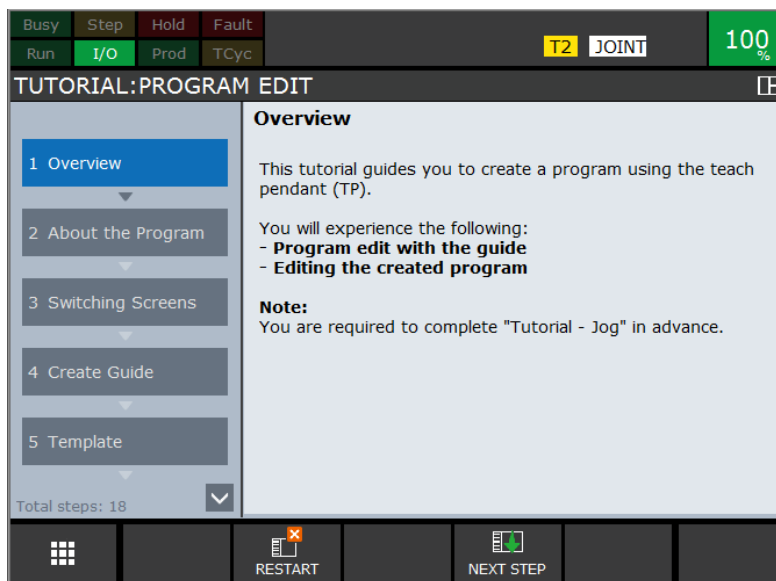 Busy Step Hold Fault
Run I/O Prod TCyc
T2 JOINT
100%
TUTORIAL:PROGRAM EDIT
1 Overview
2 About the Program
3 Switching Screens
4 Create Guide
5 Template
Total steps: 18
Overview
This tutorial guides you to create a program using the teach
pendant (TP).
You will experience the following:
- Program edit with the guide
- Editing the created program
Note:
You are required to complete "Tutorial - Jog" in advance.
RESTART
NEXT STEP